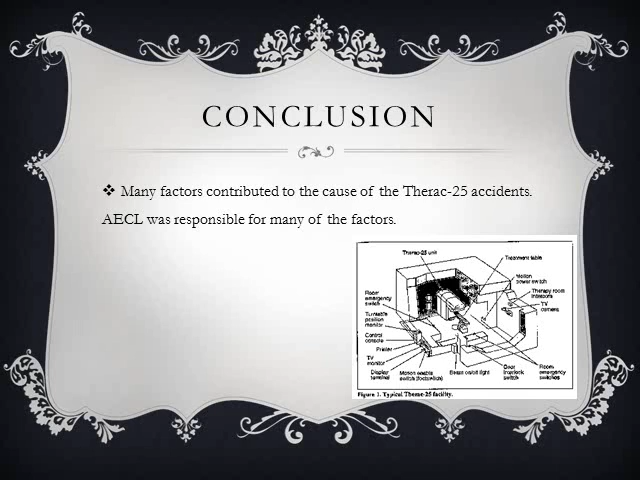 CONCLUSION
❖ Many factors contributed to the cause of the Therac-25 accidents.
AECL was responsible for many of the factors.
Therac-25 unit
Treatment table
Motion
power switch
Room
emergency
switch
Therapy room
intercom
TV
camera
Turntable
position
monitor
Control
console
Printer
TV
monitor
Display
terminal
Motion enable
switch (footswitch)
Beam on/off light
Door
interlock
switch
Room
emergency
switches
Figure 1. Typical Therac-25 facility.